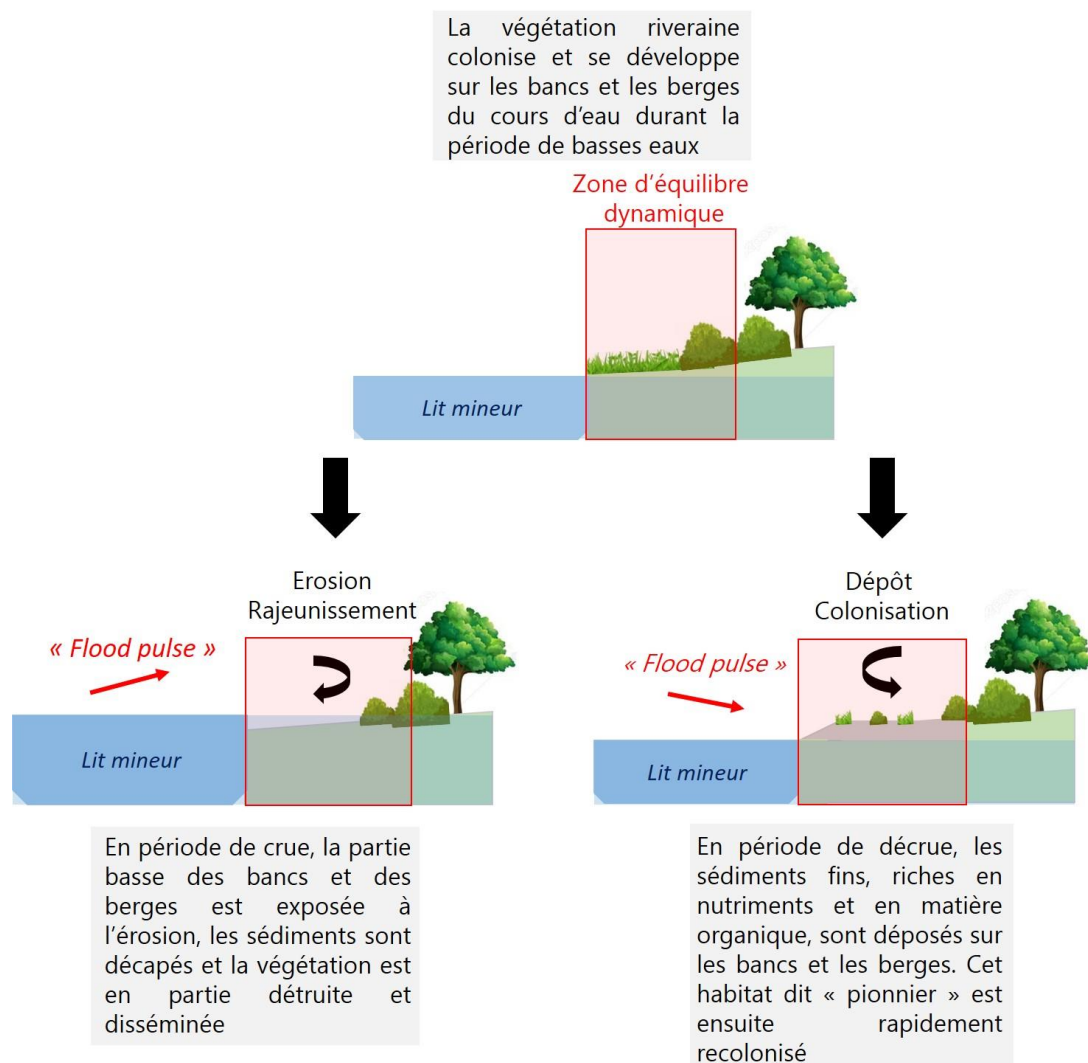 La végétation riveraine
colonise et se développe
sur les bancs et les berges
du cours d'eau durant la
période de basses eaux
Zone d'équilibre
dynamique
Lit mineur
Erosion
Rajeunissement
« Flood pulse »
Lit mineur
En période de crue, la partie
basse des bancs et des
berges est exposée à
l'érosion, les sédiments sont
décapés et la végétation est
en partie détruite et
disséminée
Dépôt
Colonisation
« Flood pulse »
Lit mineur
En période de décrue, les
sédiments fins, riches en
nutriments et en matière
organique, sont déposés sur
les bancs et les berges. Cet
habitat dit « pionnier » est
ensuite rapidement
recolonisé